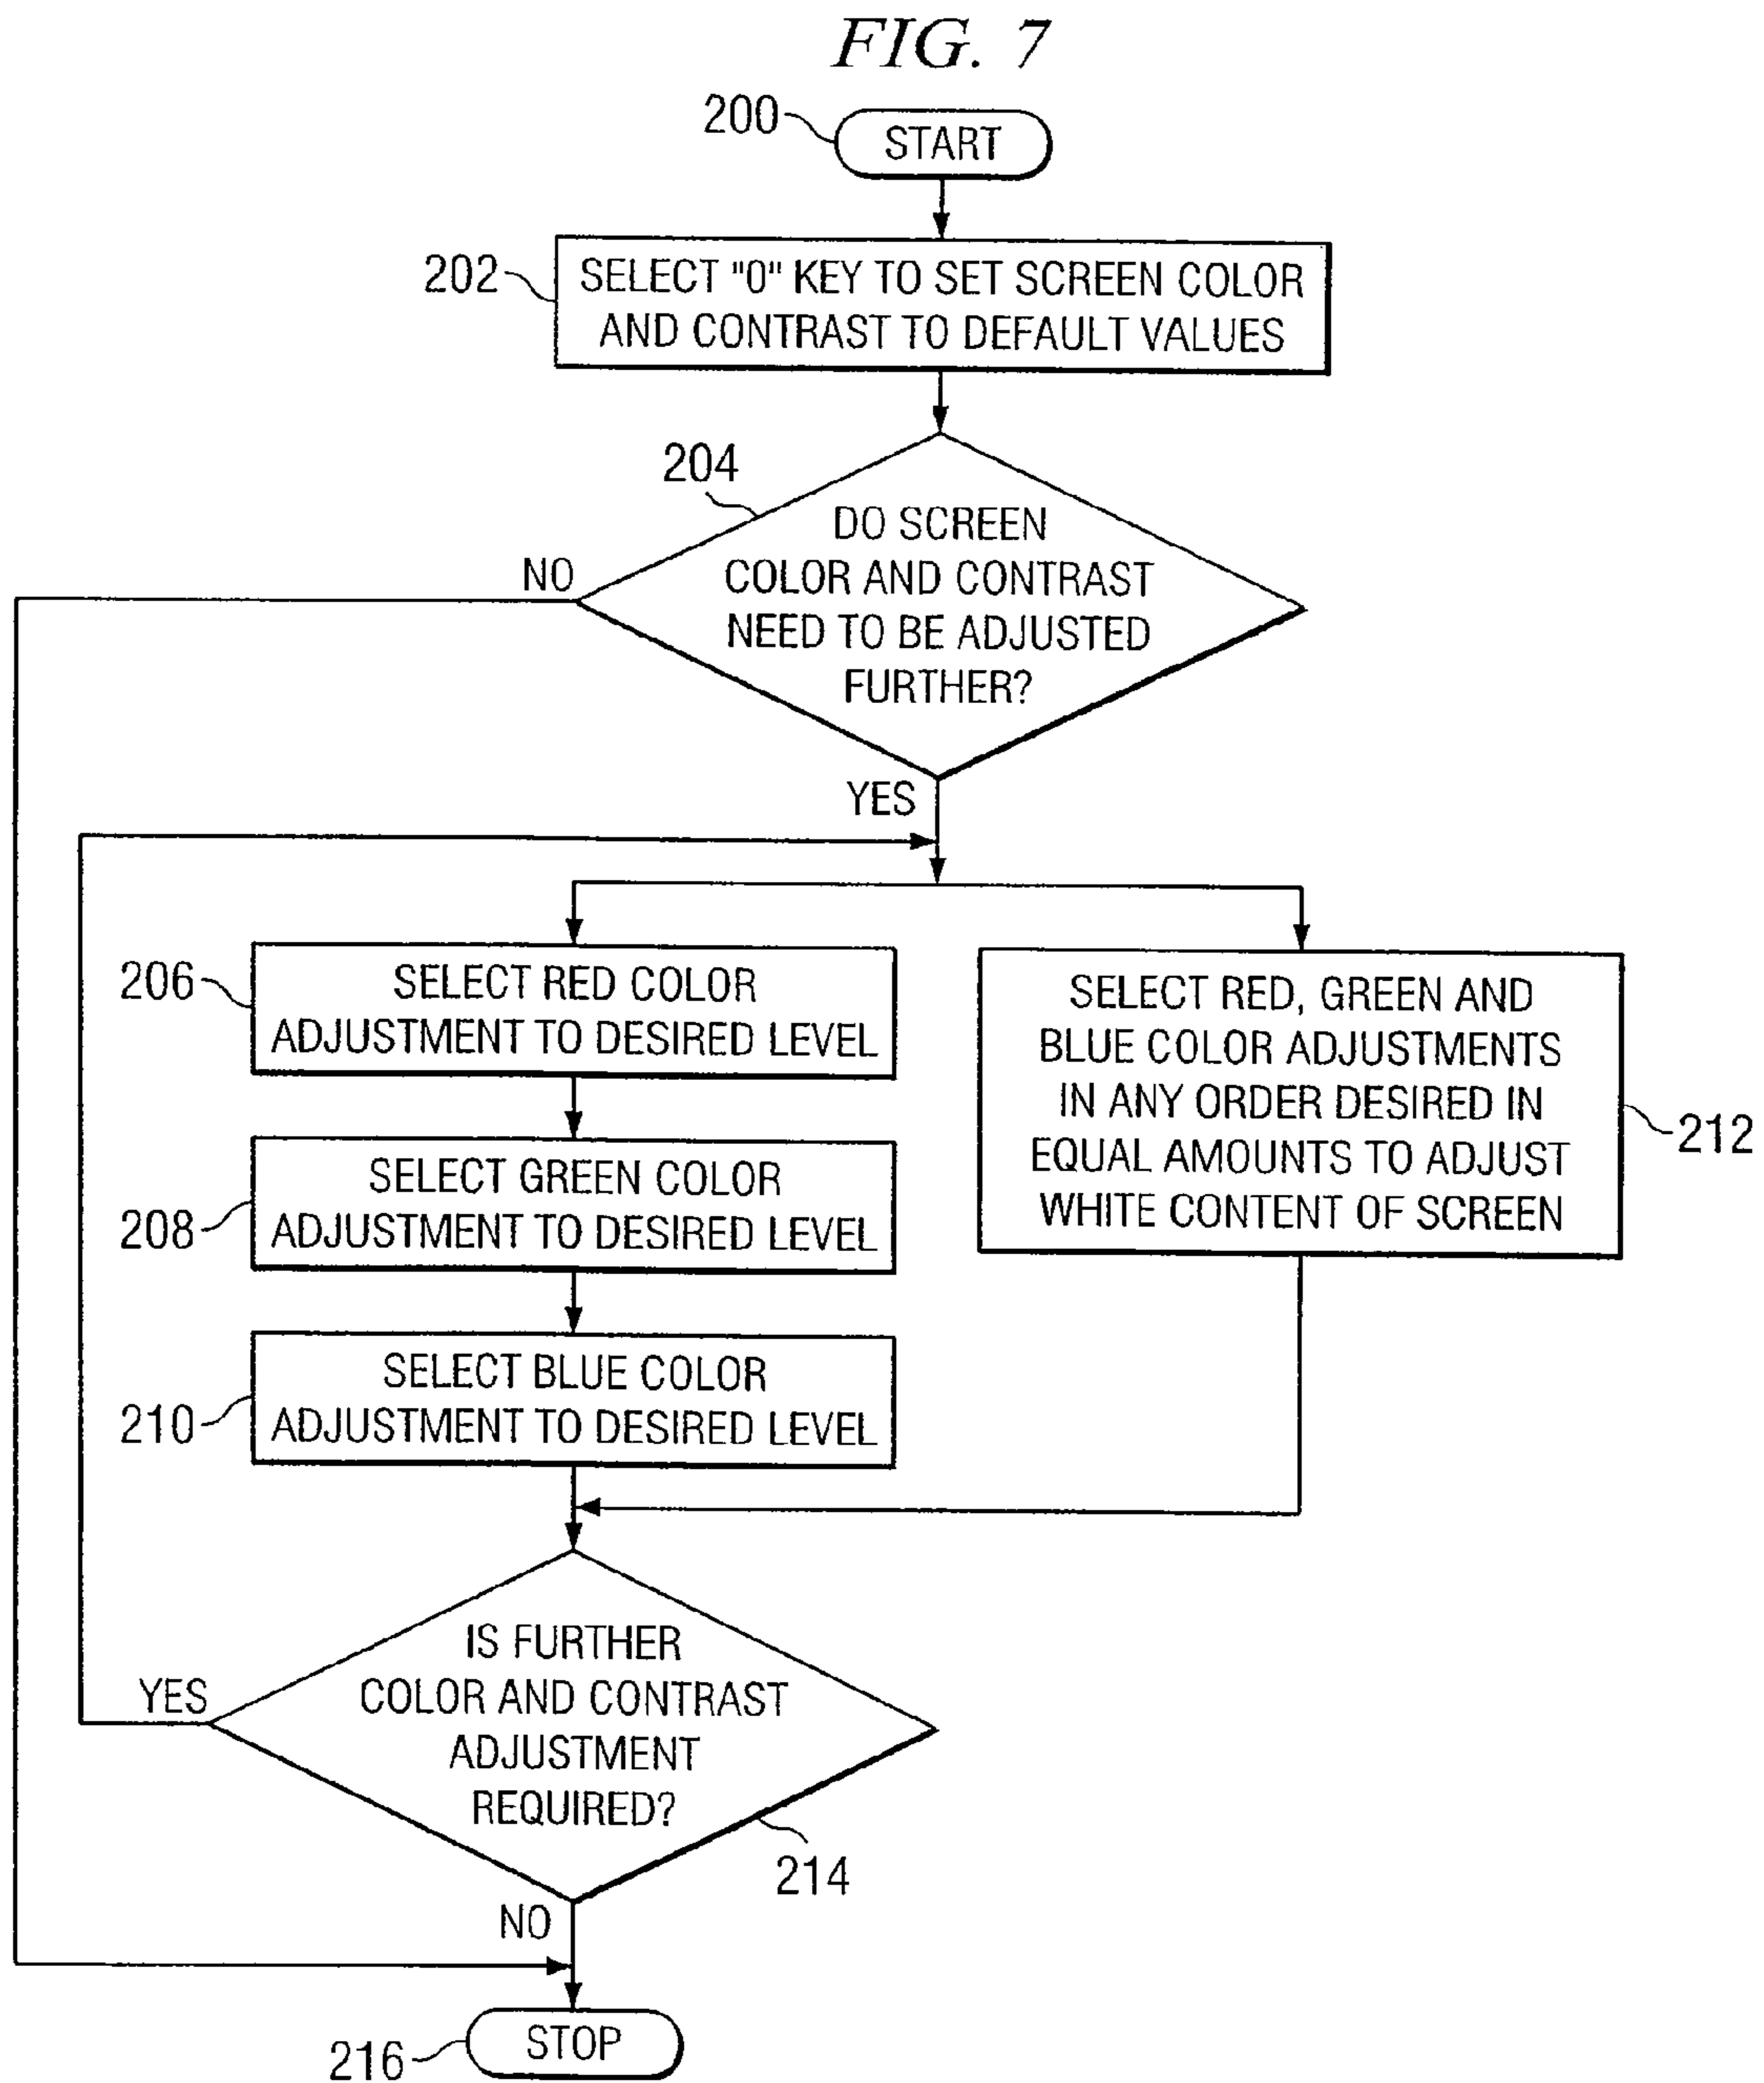 FIG. 7
200
START
202
SELECT "0" KEY TO SET SCREEN COLOR
AND CONTRAST TO DEFAULT VALUES
204
DO SCREEN
COLOR AND CONTRAST
NEED TO BE ADJUSTED
FURTHER?
NO
YES
206
SELECT RED COLOR
ADJUSTMENT TO DESIRED LEVEL
208
SELECT GREEN COLOR
ADJUSTMENT TO DESIRED LEVEL
210
SELECT BLUE COLOR
ADJUSTMENT TO DESIRED LEVEL
SELECT RED, GREEN AND
BLUE COLOR ADJUSTMENTS
IN ANY ORDER DESIRED IN
EQUAL AMOUNTS TO ADJUST
WHITE CONTENT OF SCREEN
212
IS FURTHER
COLOR AND CONTRAST
ADJUSTMENT
REQUIRED?
YES
214
NO
STOP
216